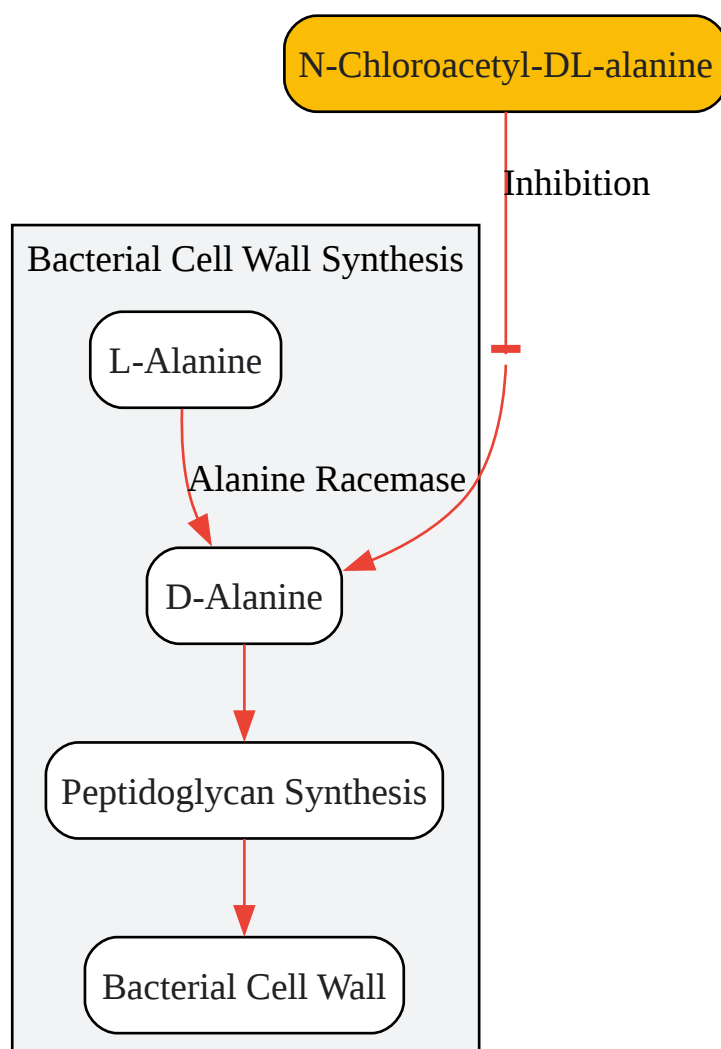 N-Chloroacetyl-DL-alanine
Inhibition
Bacterial Cell Wall Synthesis
L-Alanine
Alanine Racemase
D-Alanine
Peptidoglycan Synthesis
Bacterial Cell Wall